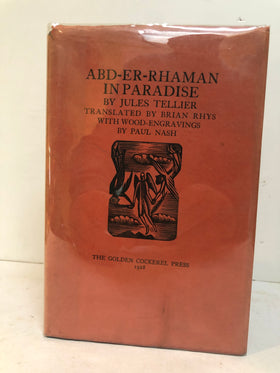 ABD-ER-RHAMAN
IN PARADISE
BY JULES TELLIER
TRANSLATED BY BRIAN RHYS
WITH WOOD-ENGRAVINGS
BY PAUL NASH
THE GOLDEN COCKEREL PRESS
1928